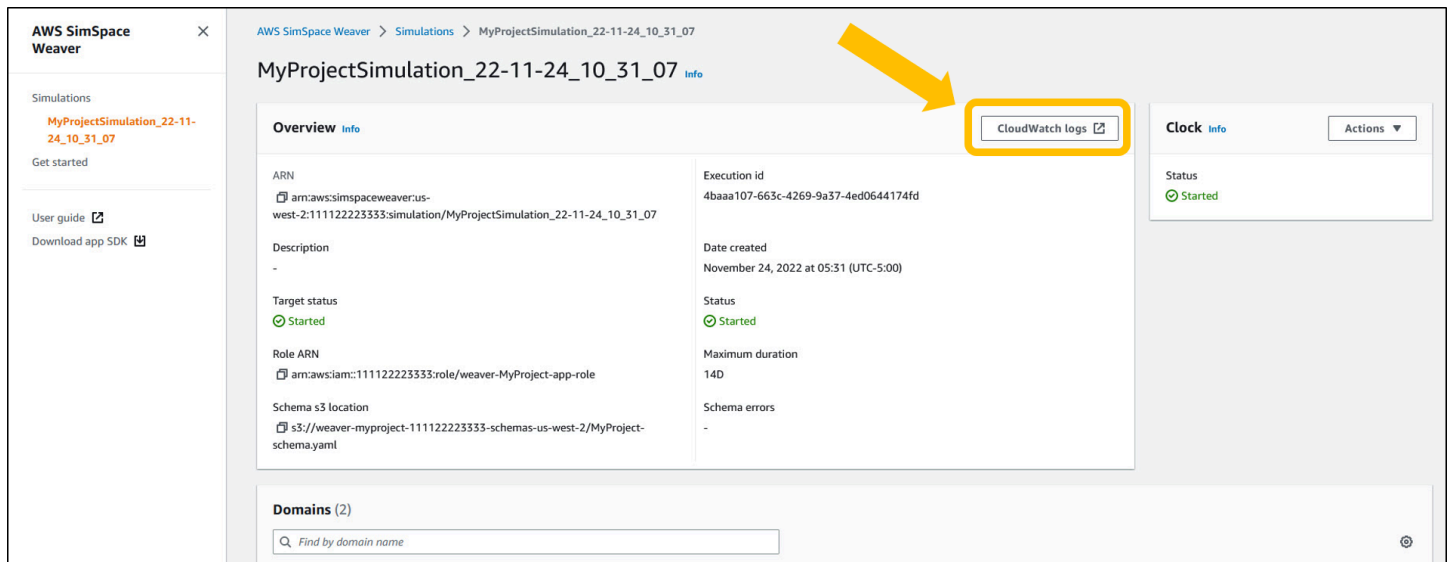 AWS SimSpace
Weaver
Simulations
MyProjectSimulation_22-11-
24_10_31_07
Get started
User guide
Download app SDK
AWS SimSpace Weaver > Simulations > MyProjectSimulation_22-11-24_10_31_07
MyProjectSimulation_22-11-24_10_31_07 Info
Overview Info
CloudWatch logs
ARN
arn:aws:simspaceweaver:us-
west-2:111122223333:simulation/MyProjectSimulation_22-11-24_10_31_07
Execution id
4baaa107-663c-4269-9a37-4ed0644174fd
Description
-
Date created
November 24, 2022 at 05:31 (UTC-5:00)
Target status
Started
Status
Started
Role ARN
arn:aws:iam::111122223333:role/weaver-MyProject-app-role
Maximum duration
14D
Schema s3 location
s3://weaver-myproject-111122223333-schemas-us-west-2/MyProject-
schema.yaml
Schema errors
-
Clock Info
Actions
Status
Started
Domains (2)
Find by domain name